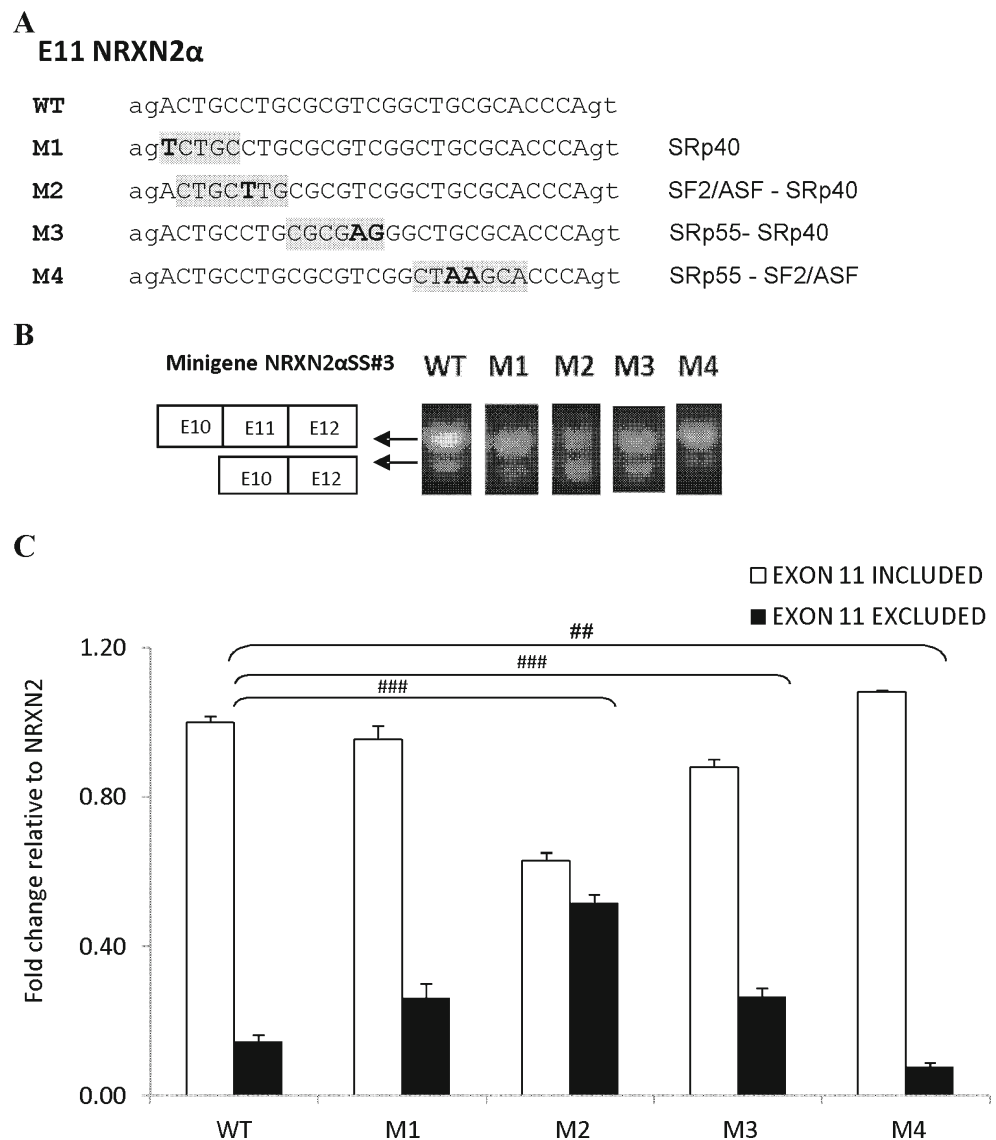 A
E11 NRXN2α
WT agACTGCCTGCGCGTCGGCTGCGCACCCAgt
M1 agTCTGCCTGCGCGTCGGCTGCGCACCCAgt SRp40
M2 agACTGCTTGCGCGTCGGCTGCGCACCCAgt SF2/ASF - SRp40
M3 agACTGCCTGCGCGAGGGCTGCGCACCCAgt SRp55- SRp40
M4 agACTGCCTGCGCGTCGGCTAAGCACCCAgt SRp55 - SF2/ASF
B
Minigene NRXN2αSS#3 WT M1 M2 M3 M4
E10 E11 E12
E10 E12
C
EXON 11 INCLUDED
EXON 11 EXCLUDED
##
###
###
Fold change relative to NRXN2
1.20
0.80
0.40
0.00
WT M1 M2 M3 M4